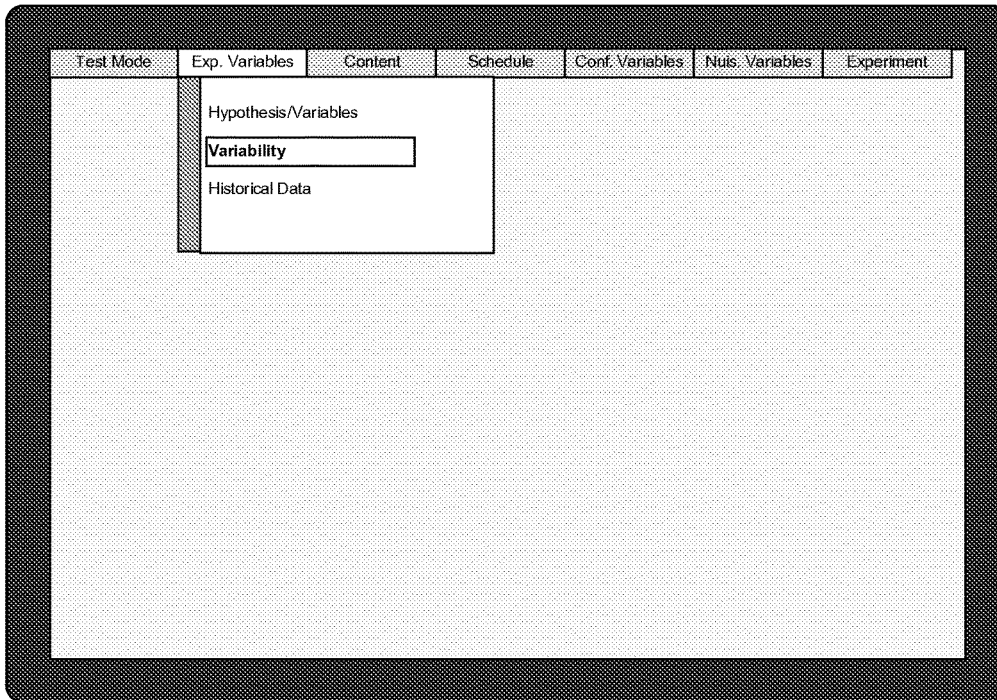 Test Mode Exp. Variables Content Schedule Conf. Variables Nuis. Variables Experiment
Hypothesis/Variables
Variability
Historical Data